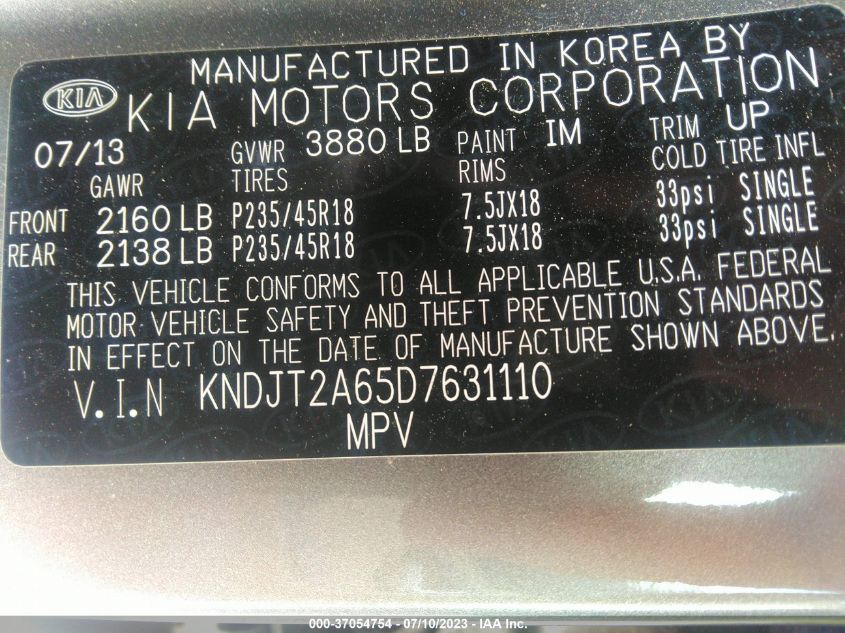 MANUFACTURED IN KOREA BY
KIA KIA MOTORS CORPORATION
07/13 GVWR 3880 LB PAINT IM TRIM UP
GAWR TIRES RIMS COLD TIRE INFL
FRONT 2160 LB P235/45R18 7.5JX18 33psi SINGLE
REAR 2138 LB P235/45R18 7.5JX18 33psi SINGLE
THIS VEHICLE CONFORMS TO ALL APPLICABLE U.S.A. FEDERAL
MOTOR VEHICLE SAFETY AND THEFT PREVENTION STANDARDS
IN EFFECT ON THE DATE OF MANUFACTURE SHOWN ABOVE.
V.I.N KNDJT2A65D7631110
MPV
000-37054754 - 07/10/2023 - IAA Inc.